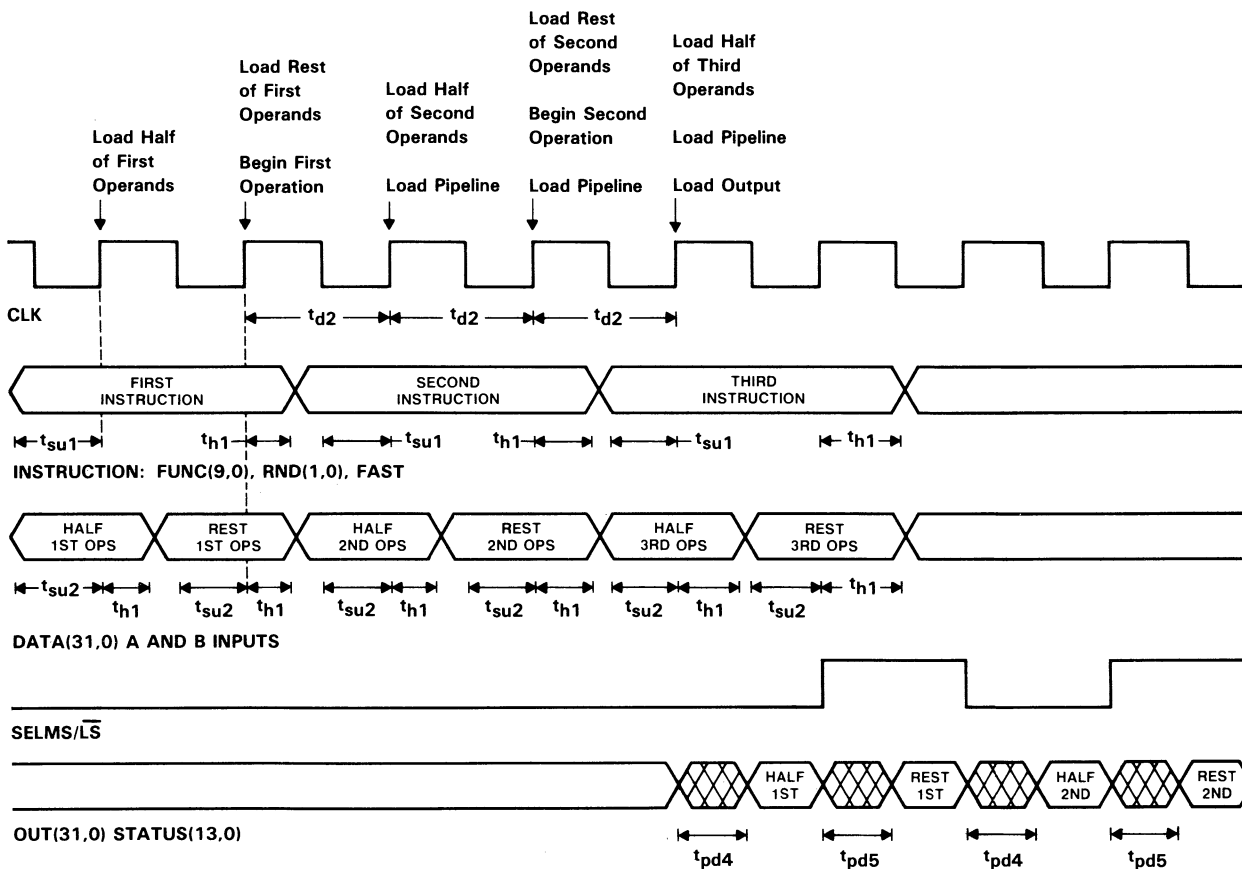 Load Half
of First
Operands
Load Rest
of First
Operands
Begin First
Operation
Load Half
of Second
Operands
Load Pipeline
Load Rest
of Second
Operands
Begin Second
Operation
Load Pipeline
Load Half
of Third
Operands
Load Pipeline
Load Output
CLK
td2 td2 td2
FIRST
INSTRUCTION
SECOND
INSTRUCTION
THIRD
INSTRUCTION
tsu1 th1 tsu1 th1 tsu1 th1
INSTRUCTION: FUNC(9,0), RND(1,0), FAST
HALF
1ST OPS
REST
1ST OPS
HALF
2ND OPS
REST
2ND OPS
HALF
3RD OPS
REST
3RD OPS
tsu2 th1 tsu2 th1 tsu2 th1 tsu2 th1 tsu2 th1 tsu2 th1
DATA(31,0) A AND B INPUTS
SELMS/L̅S̅
HALF
1ST
REST
1ST
HALF
2ND
REST
2ND
OUT(31,0) STATUS(13,0)
tpd4 tpd5 tpd4 tpd5